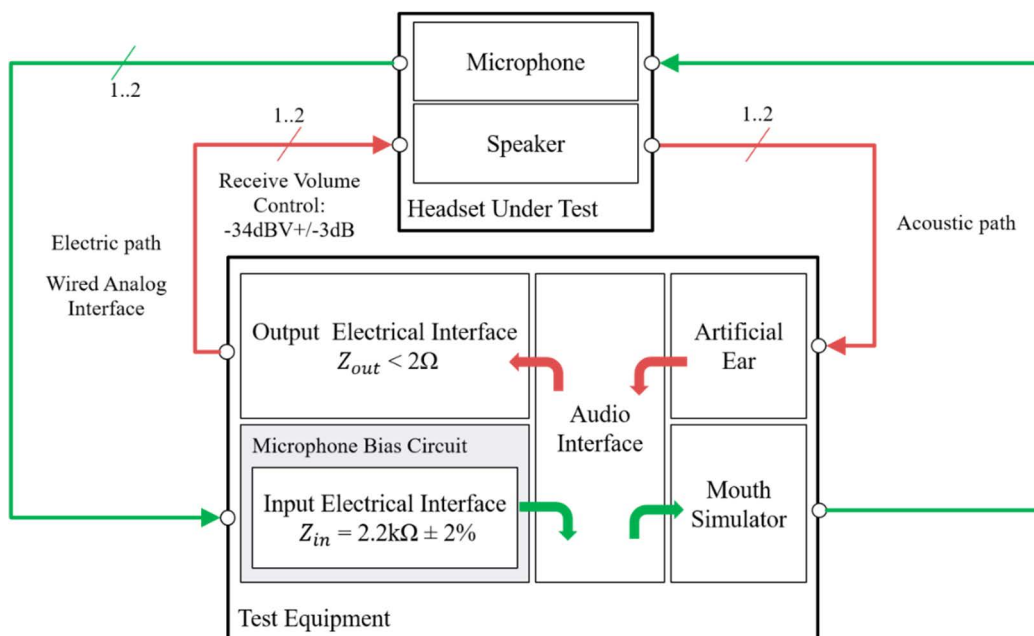 1..2
Microphone
1..2
Speaker
1..2
Receive Volume
Control:
-34dBV+/-3dB
Headset Under Test
Electric path
Wired Analog
Interface
Acoustic path
Output Electrical Interface
Zout < 2Ω
Artificial
Ear
Audio
Interface
Microphone Bias Circuit
Input Electrical Interface
Zin = 2.2kΩ ± 2%
Mouth
Simulator
Test Equipment